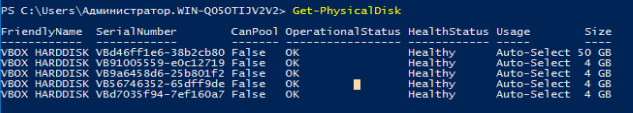 PS C:\Users\Администратор.WIN-QO5OTIJV2V2> Get-PhysicalDisk
FriendlyName SerialNumber CanPool OperationalStatus HealthStatus Usage Size
VBOX HARDDISK VBd46ff1e6-38b2cb80 False OK Healthy Auto-Select 50 GB
VBOX HARDDISK VB91005559-e0c12719 False OK Healthy Auto-Select 4 GB
VBOX HARDDISK VB9a6458d6-25b801f2 False OK Healthy Auto-Select 4 GB
VBOX HARDDISK VB56746352-65dff9de False OK Healthy Auto-Select 4 GB
VBOX HARDDISK VBd7035f94-7ef160a7 False OK Healthy Auto-Select 4 GB